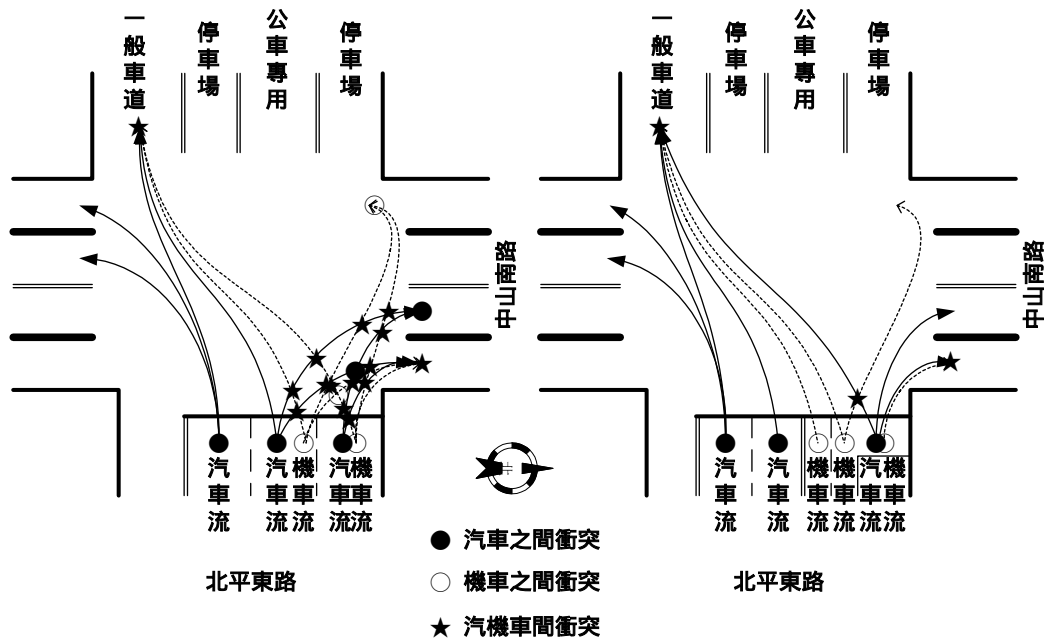 一般車道
停車場
公車專用
停車場
一般車道
停車場
公車專用
停車場
中山南路
中山南路
汽車流
汽車流
機車流
汽車流
機車流
汽車流
汽車流
機車流
機車流
汽車流
機車流
汽車之間衝突
北平東路
機車之間衝突
北平東路
汽機車間衝突